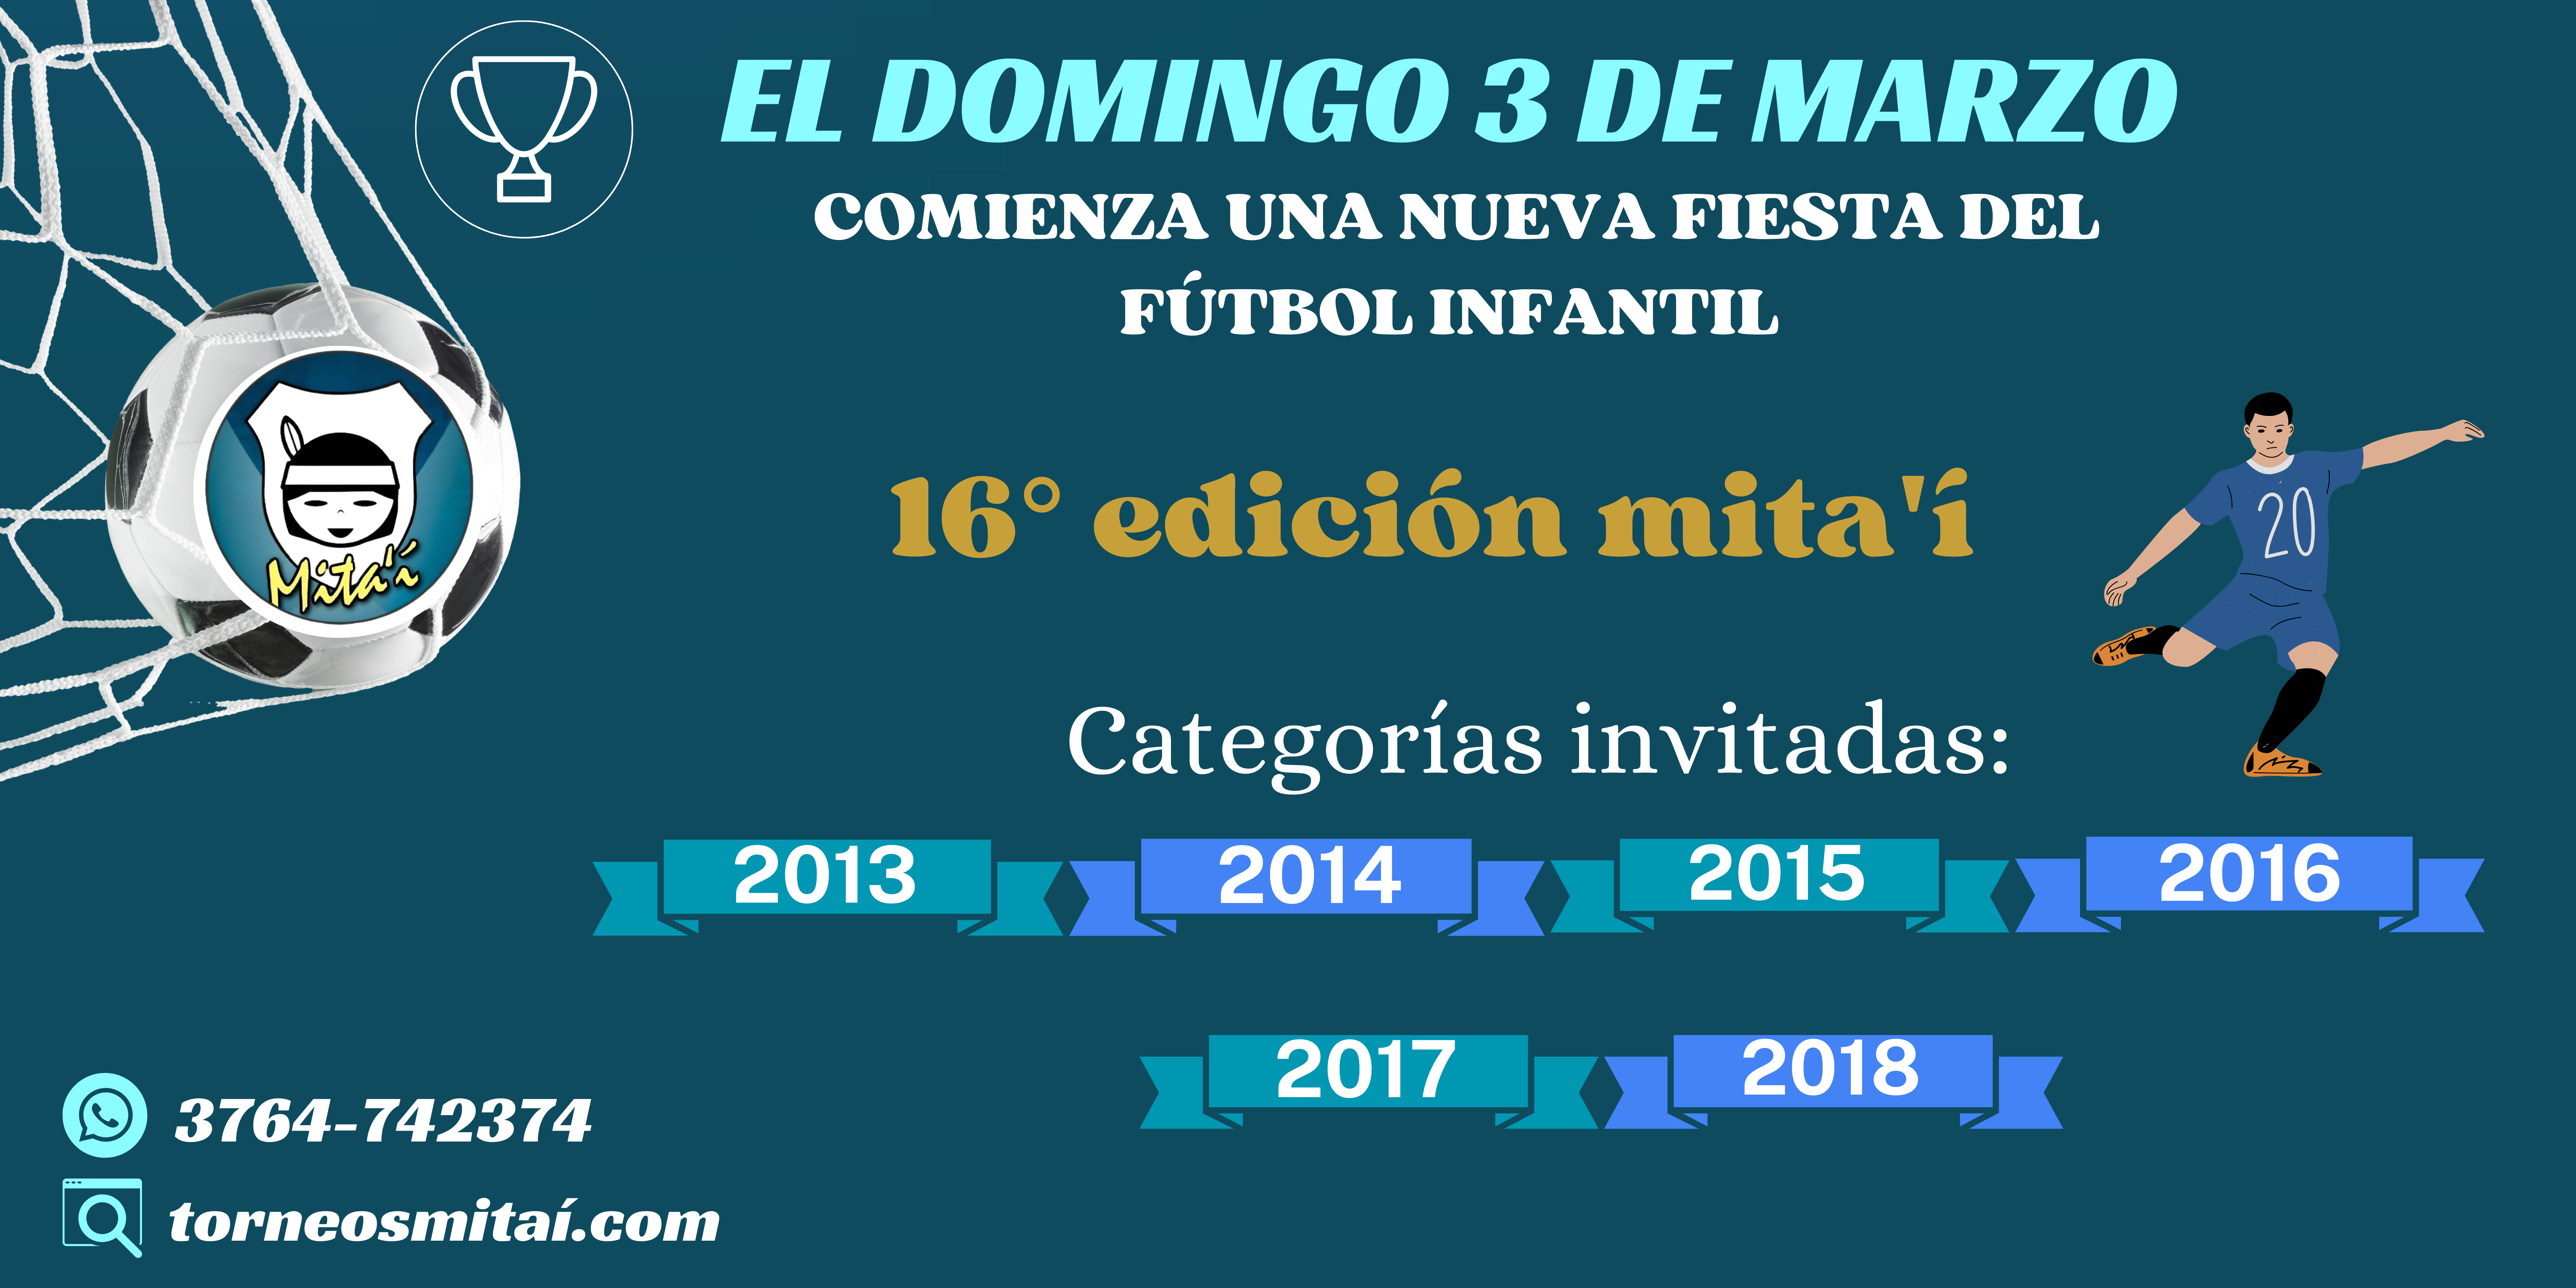 EL DOMINGO 3 DE MARZO
COMIENZA UNA NUEVA FIESTA DEL
FÚTBOL INFANTIL
Mita'í
16° edición mita'í
20
Categorías invitadas:
2013 2014 2015 2016
2017 2018
3764-742374
torneosmitaí.com